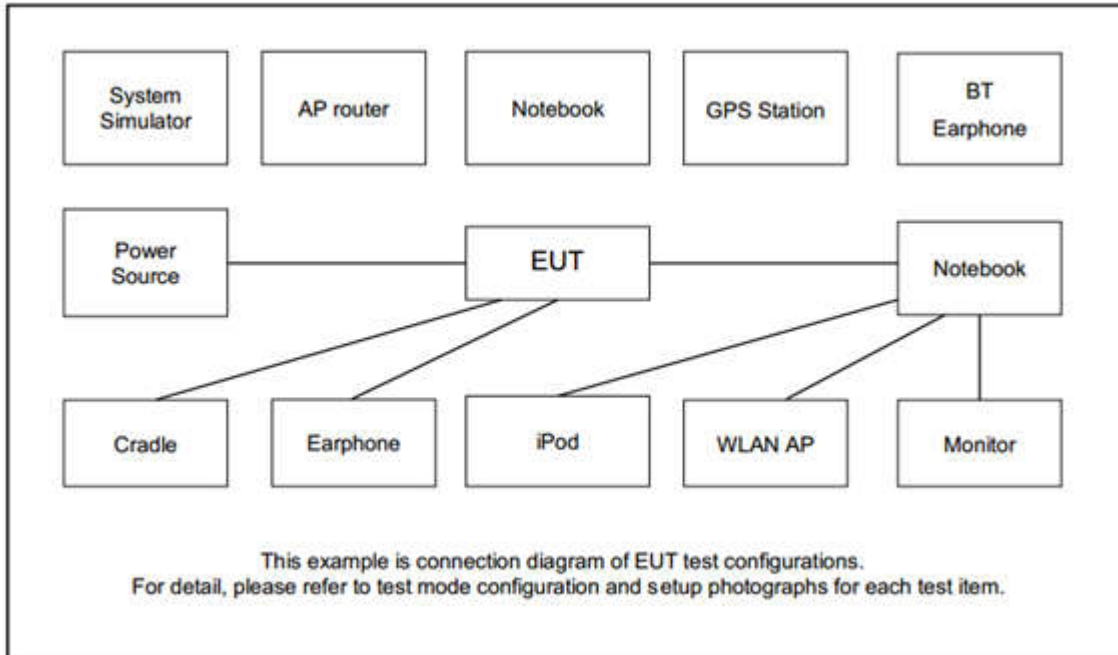 System
Simulator
AP router
Notebook
GPS Station
BT
Earphone
Power
Source
EUT
Notebook
Cradle
Earphone
iPod
WLAN AP
Monitor
This example is connection diagram of EUT test configurations.
For detail, please refer to test mode configuration and setup photographs for each test item.